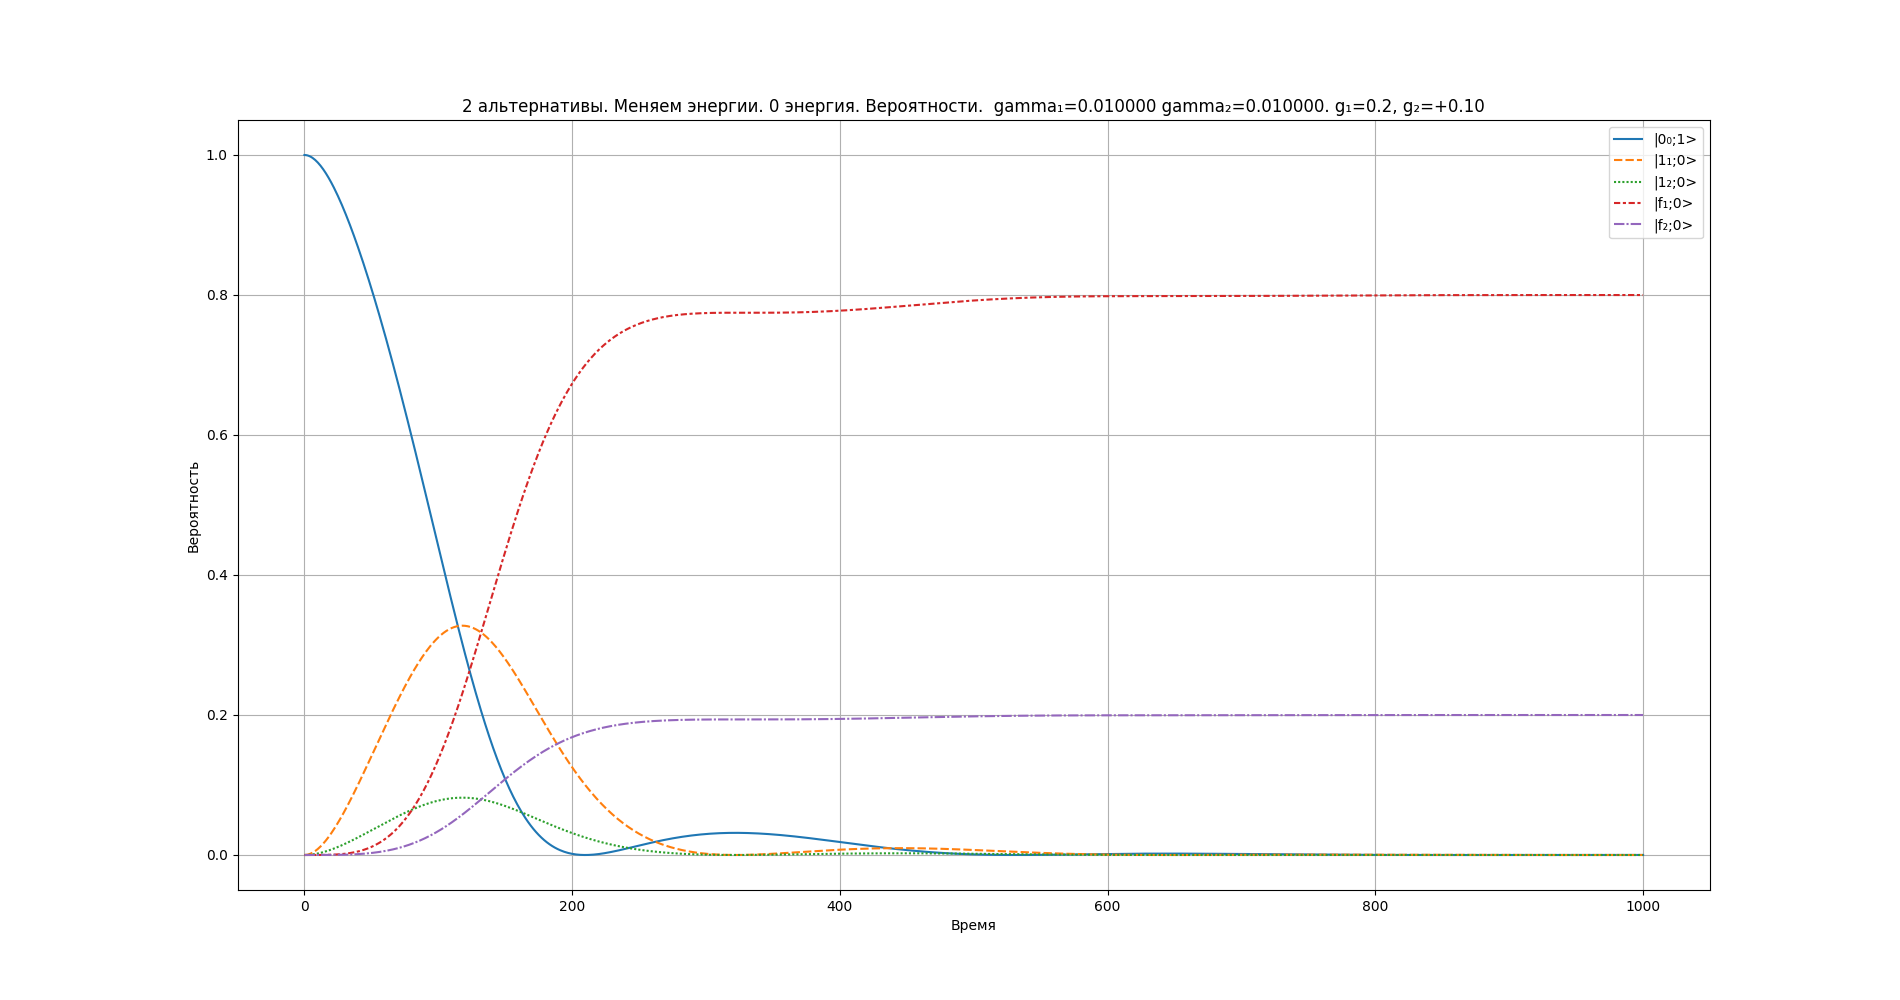 2 альтернативы. Меняем энергии. 0 энергия. Вероятности.  gamma₁=0.010000 gamma₂=0.010000. g₁=0.2, g₂=+0.10
|0₀;1>
|1₁;0>
|1₂;0>
|f₁;0>
|f₂;0>
Вероятность
1.0
0.8
0.6
0.4
0.2
0.0
0 200 400 600 800 1000
Время